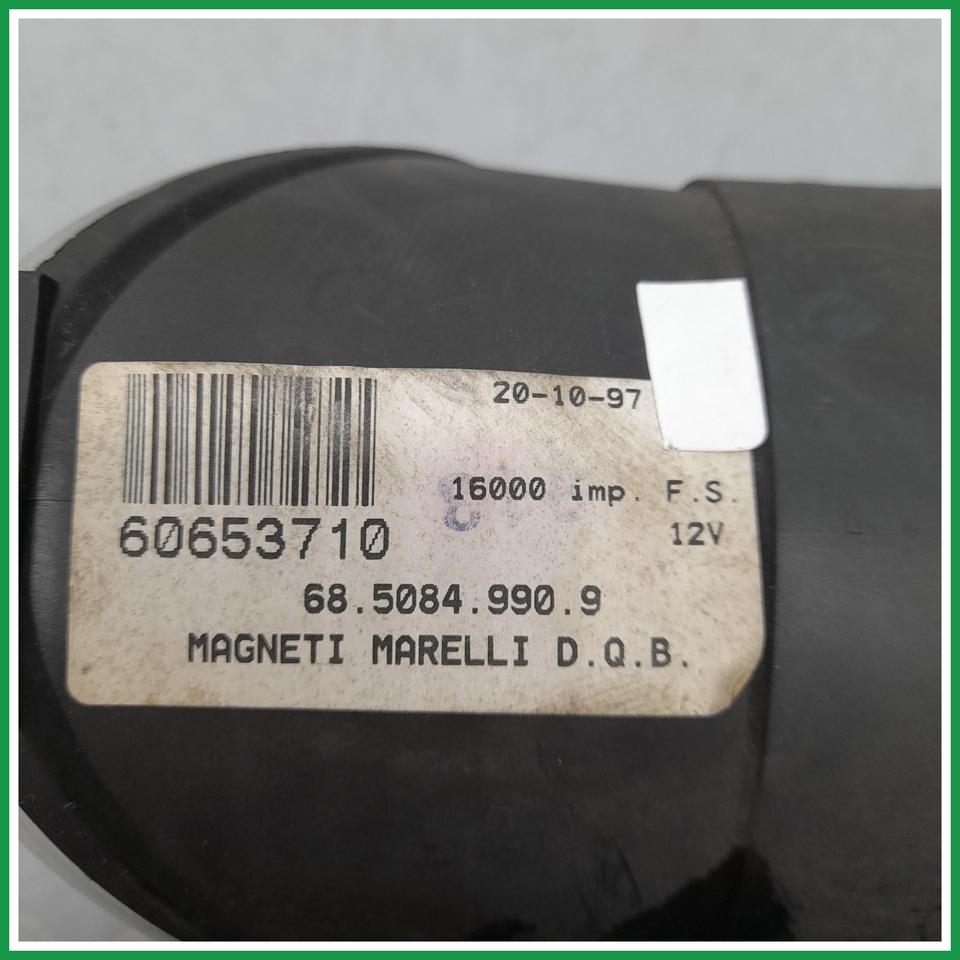 20-10-97
16000 imp. F.S.
60653710
12V
68.5084.990.9
MAGNETI MARELLI D.Q.B.